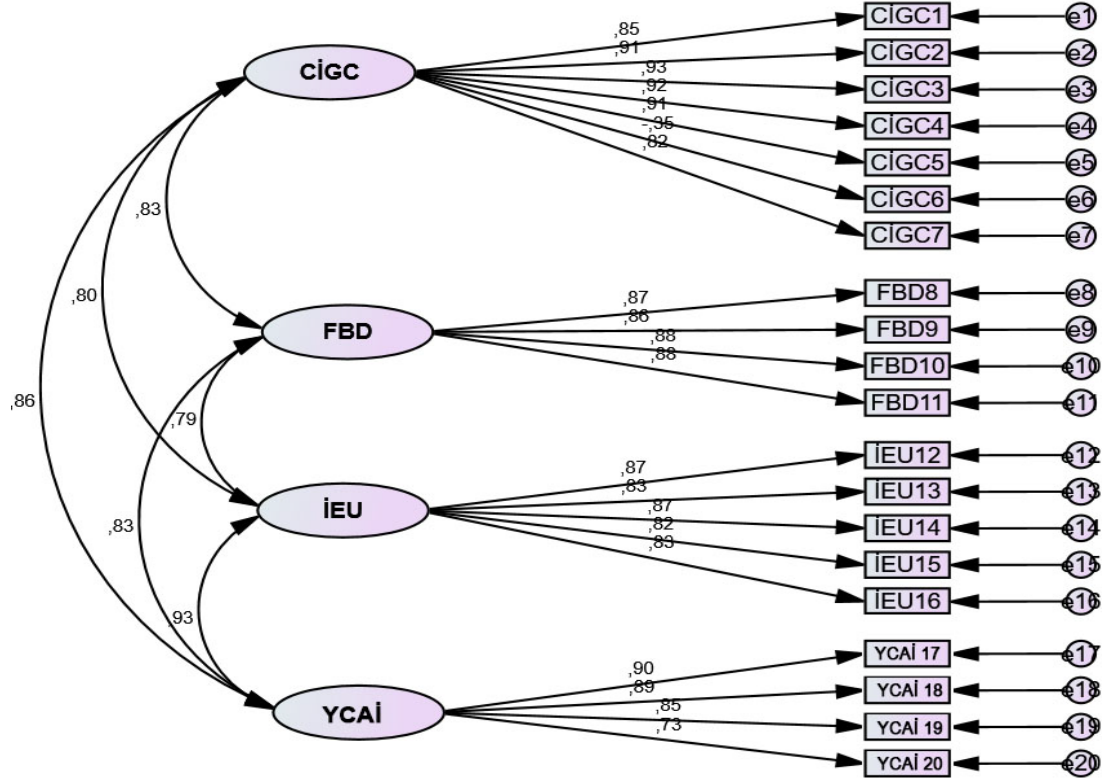 CİGC
,85
CİGC1
e1
,91
CİGC2
e2
,93
CİGC3
e3
,92
CİGC4
e4
,91
CİGC5
e5
-,35
CİGC6
e6
,82
CİGC7
e7
,83
,80
,86
FBD
,87
FBD8
e8
,86
FBD9
e9
,88
FBD10
e10
,88
FBD11
e11
,79
,83
İEU
,87
İEU12
e12
,83
İEU13
e13
,87
İEU14
e14
,82
İEU15
e15
,83
İEU16
e16
,93
YCAİ
,90
YCAİ 17
e17
,89
YCAİ 18
e18
,85
YCAİ 19
e19
,73
YCAİ 20
e20